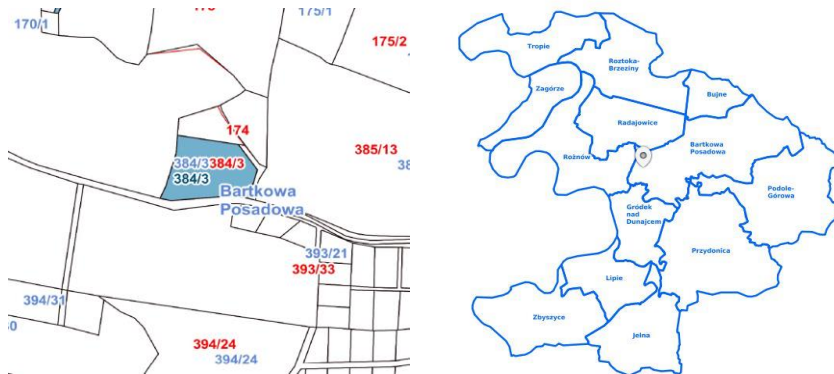 170/1
175/1
175/2
174
385/13
384/3 384/3
384/3
Bartkowa
Posadowa
393/21
393/33
394/31
394/24
394/24
Tropie
Roztoka-
Brzeziny
Zagórze
Bujne
Radajowice
Bartkowa
Posadowa
Rożnów
Podole-
Górowa
Gródek
nad
Dunajcem
Przydonica
Lipie
Zbyszyce
Jelna